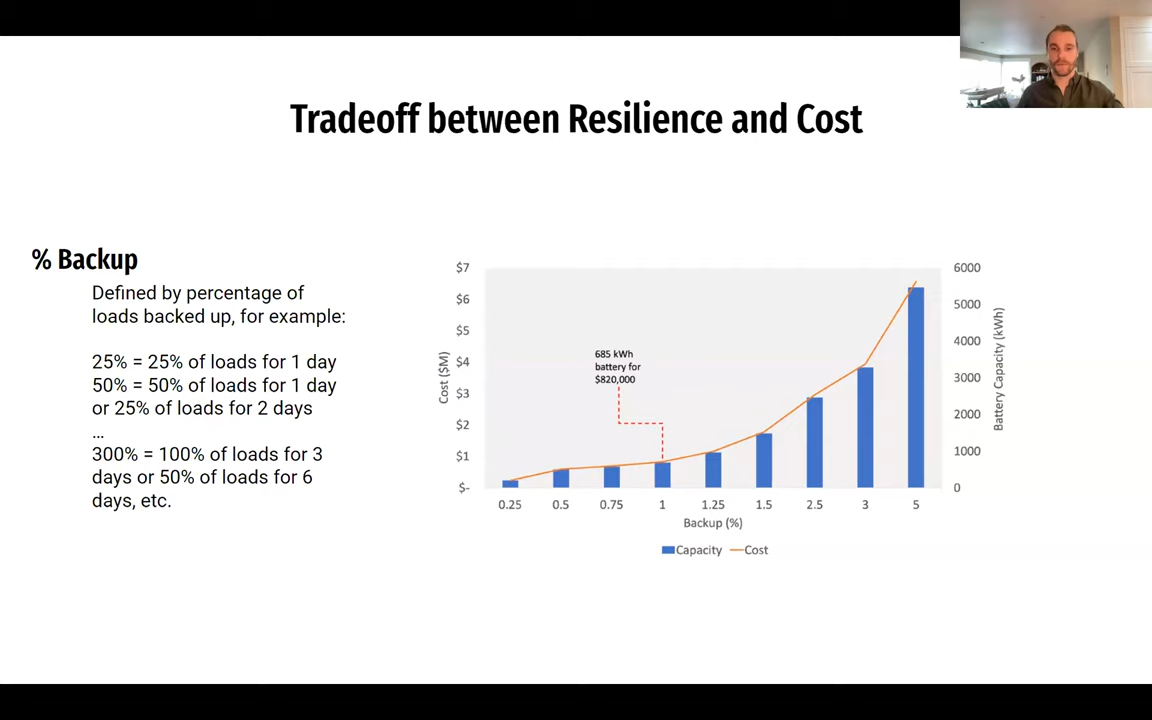 Tradeoff between Resilience and Cost
% Backup
Defined by percentage of
loads backed up, for example:
25% = 25% of loads for 1 day
50% = 50% of loads for 1 day
or 25% of loads for 2 days
...
300% = 100% of loads for 3
days or 50% of loads for 6
days, etc.
$7
$6
$5
$4
$3
$2
$1
$-
Cost ($M)
685 kWh
battery for
$820,000
6000
5000
4000
3000
2000
1000
0
Battery Capacity (kWh)
0.25 0.5 0.75 1 1.25 1.5 2.5 3 5
Backup (%)
Capacity Cost